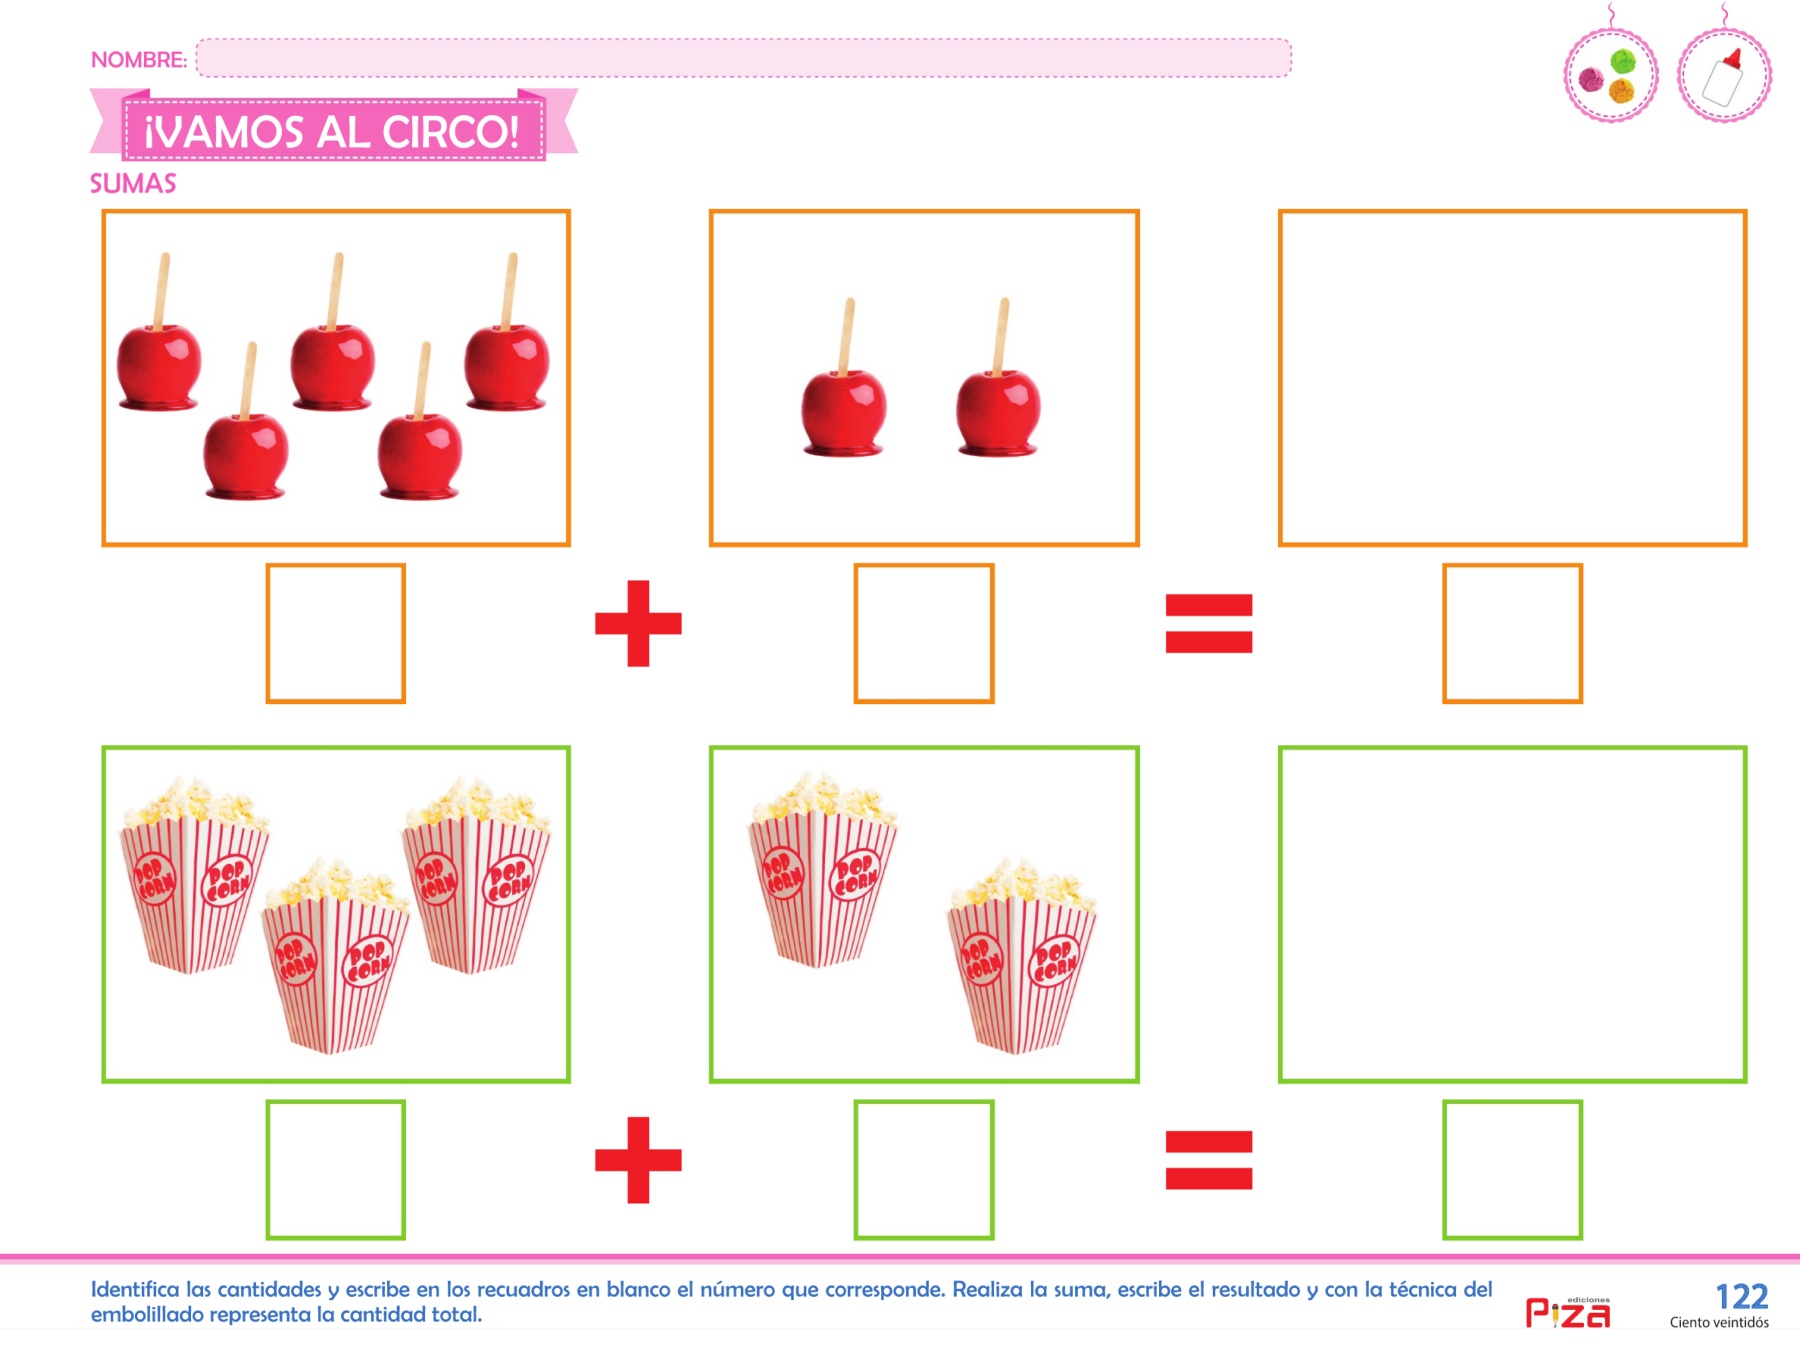 NOMBRE:
¡VAMOS AL CIRCO!
SUMAS
+
=
POP CORN POP CORN
POP CORN POP CORN
POP CORN POP CORN
POP CORN POP CORN
POP CORN POP CORN
+
=
Identifica las cantidades y escribe en los recuadros en blanco el número que corresponde. Realiza la suma, escribe el resultado y con la técnica del
embolillado representa la cantidad total.
ediciones
Piza
122
Ciento veintidós